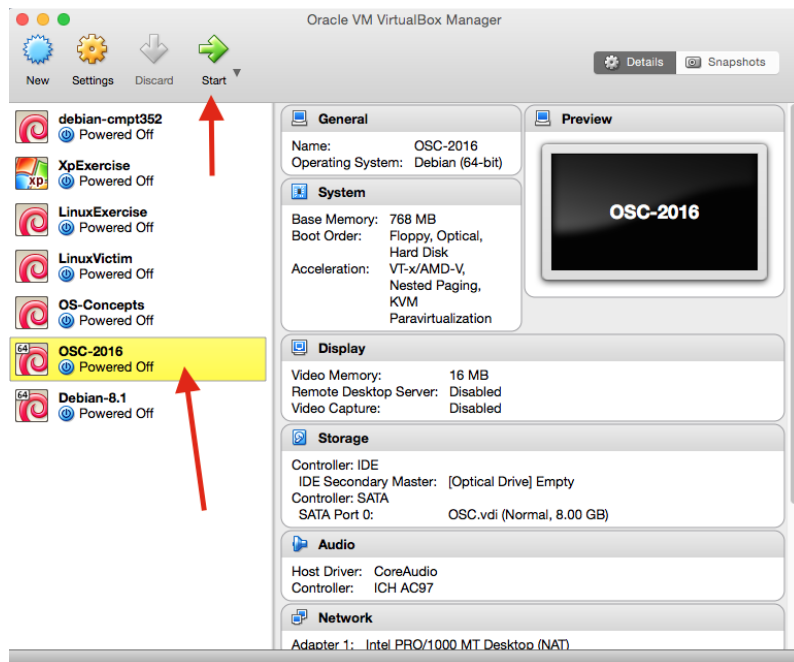 Oracle VM VirtualBox Manager
New Settings Discard Start
Details Snapshots
debian-cmpt352
Powered Off
xp
XpExercise
Powered Off
LinuxExercise
Powered Off
LinuxVictim
Powered Off
OS-Concepts
Powered Off
64
OSC-2016
Powered Off
64
Debian-8.1
Powered Off
General
Name: OSC-2016
Operating System: Debian (64-bit)
System
Base Memory: 768 MB
Boot Order: Floppy, Optical,
Hard Disk
Acceleration: VT-x/AMD-V,
Nested Paging,
KVM
Paravirtualization
Preview
OSC-2016
Display
Video Memory: 16 MB
Remote Desktop Server: Disabled
Video Capture: Disabled
Storage
Controller: IDE
IDE Secondary Master: [Optical Drive] Empty
Controller: SATA
SATA Port 0: OSC.vdi (Normal, 8.00 GB)
Audio
Host Driver: CoreAudio
Controller: ICH AC97
Network
Adapter 1: Intel PRO/1000 MT Desktop (NAT)